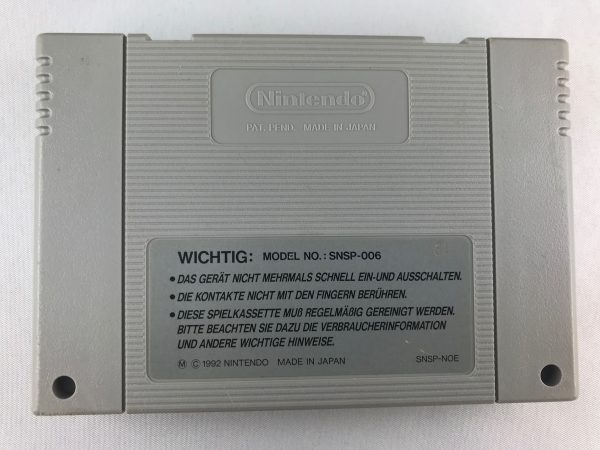 Nintendo
PAT. PEND. MADE IN JAPAN
WICHTIG: MODEL NO.: SNSP-006
• DAS GERÄT NICHT MEHRMALS SCHNELL EIN-UND AUSSCHALTEN.
• DIE KONTAKTE NICHT MIT DEN FINGERN BERÜHREN.
• DIESE SPIELKASSETTE MUß REGELMÄßIG GEREINIGT WERDEN.
BITTE BEACHTEN SIE DAZU DIE VERBRAUCHERINFORMATION
UND ANDERE WICHTIGE HINWEISE.
Ⓜ © 1992 NINTENDO MADE IN JAPAN SNSP-NOE